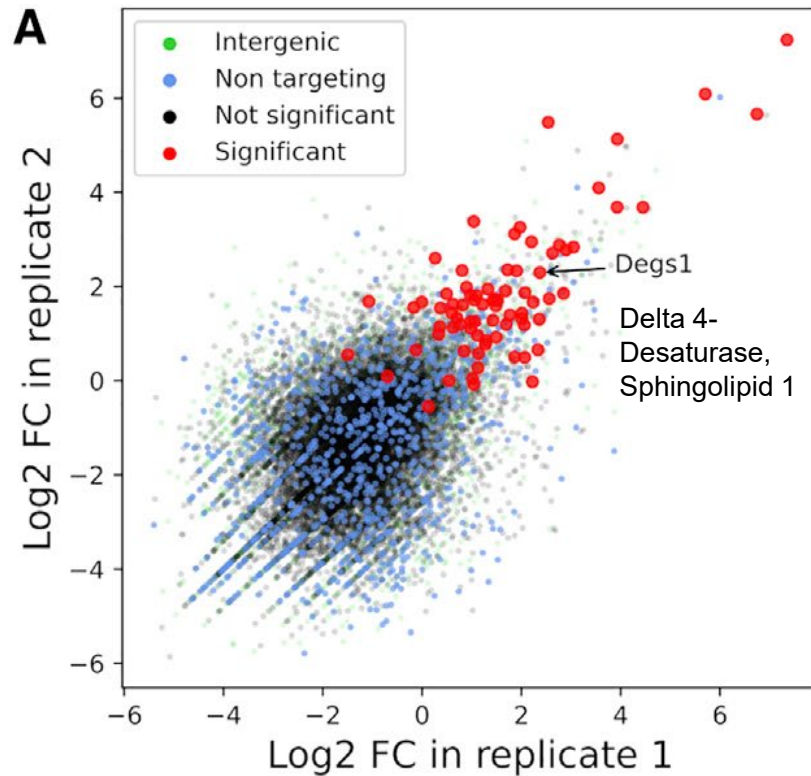 A
Intergenic
Non targeting
Not significant
Significant
Log2 FC in replicate 2
6
4
2
0
−2
−4
−6
Degs1
Delta 4-
Desaturase,
Sphingolipid 1
−6 −4 −2 0 2 4 6
Log2 FC in replicate 1